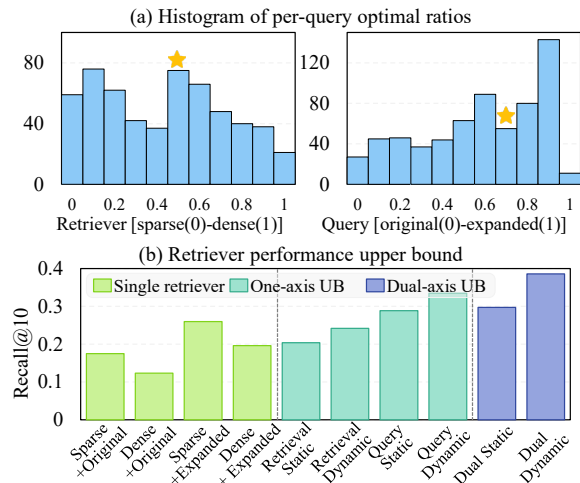 (a) Histogram of per-query optimal ratios
80
40
0
0 0.2 0.4 0.6 0.8 1
Retriever [sparse(0)-dense(1)]
120
80
40
0
0 0.2 0.4 0.6 0.8 1
Query [original(0)-expanded(1)]
(b) Retriever performance upper bound
Recall@10
0.4
0.3
0.2
0.1
0
Single retriever
One-axis UB
Dual-axis UB
Sparse
+Original
Dense
+Original
Sparse
+Expanded
Dense
+ Expanded
Retrieval
Static
Retrieval
Dynamic
Query
Static
Query
Dynamic
Dual Static
Dual
Dynamic